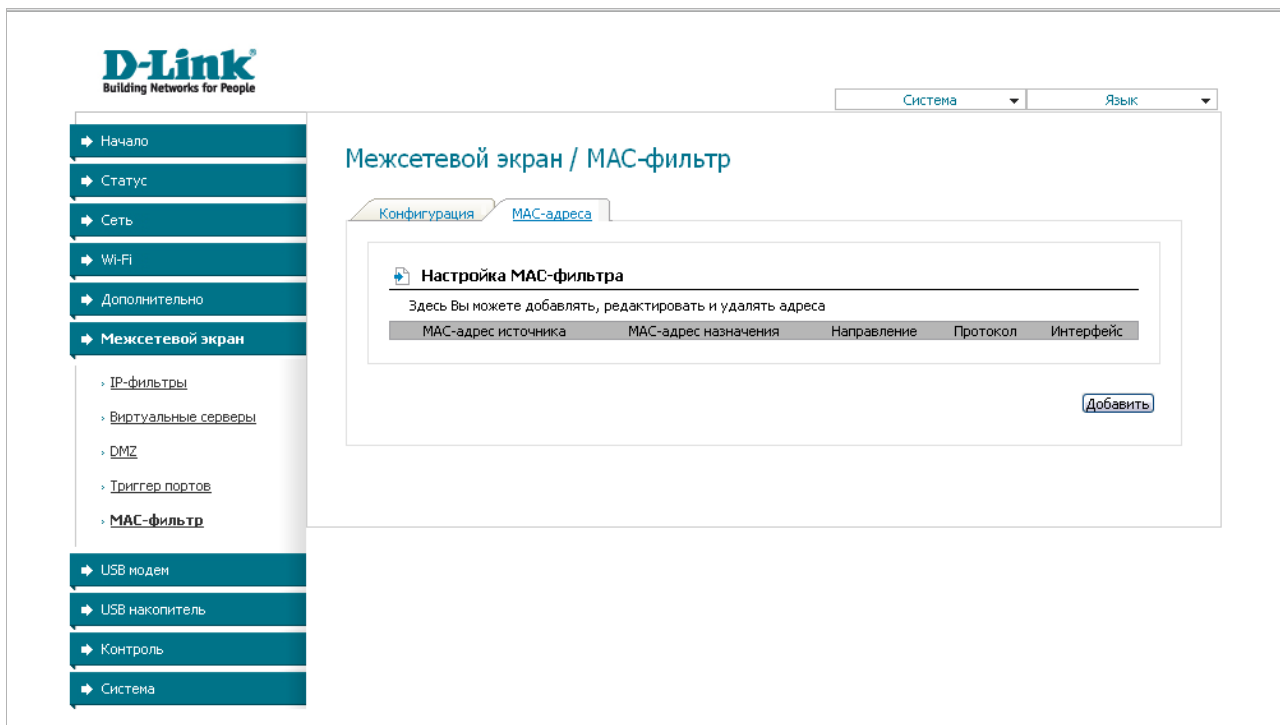 D-Link
Building Networks for People
Система Язык
Начало
Статус
Сеть
Wi-Fi
Дополнительно
Межсетевой экран
IP-фильтры
Виртуальные серверы
DMZ
Триггер портов
MAC-фильтр
USB модем
USB накопитель
Контроль
Система
Межсетевой экран / MAC-фильтр
Конфигурация MAC-адреса
Настройка MAC-фильтра
Здесь Вы можете добавлять, редактировать и удалять адреса
MAC-адрес источника MAC-адрес назначения Направление Протокол Интерфейс
Добавить